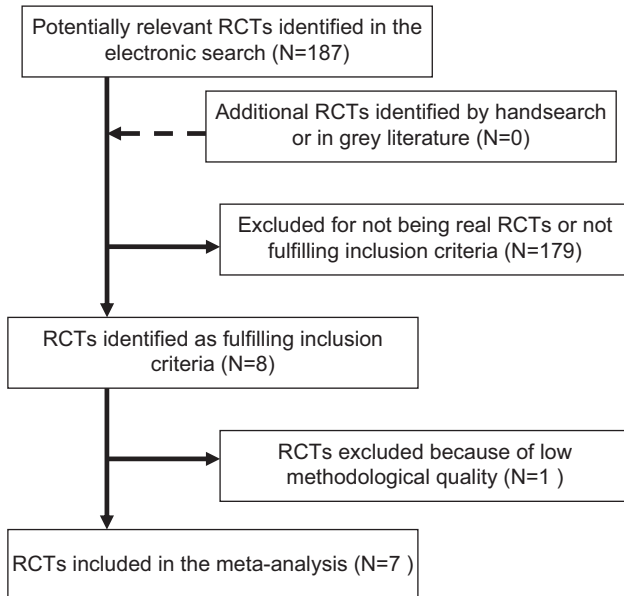 Potentially relevant RCTs identified in the
electronic search (N=187)
Additional RCTs identified by handsearch
or in grey literature (N=0)
Excluded for not being real RCTs or not
fulfilling inclusion criteria (N=179)
RCTs identified as fulfilling inclusion
criteria (N=8)
RCTs excluded because of low
methodological quality (N=1 )
RCTs included in the meta-analysis (N=7 )